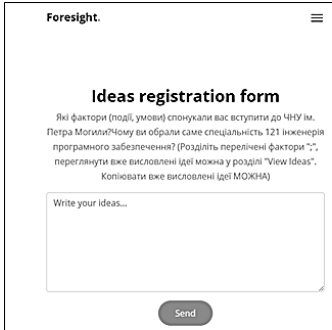 Foresight.
Ideas registration form
Які фактори (події, умови) спонукали вас вступити до ЧНУ ім.
Петра Могили?Чому ви обрали саме спеціальність 121 інженерія
програмного забезпечення? (Розділіть перелічені фактори ";",
переглянути вже висловлені ідеї можна у розділі "View Ideas".
Копіювати вже висловлені ідеї МОЖНА)
Write your ideas...
Send